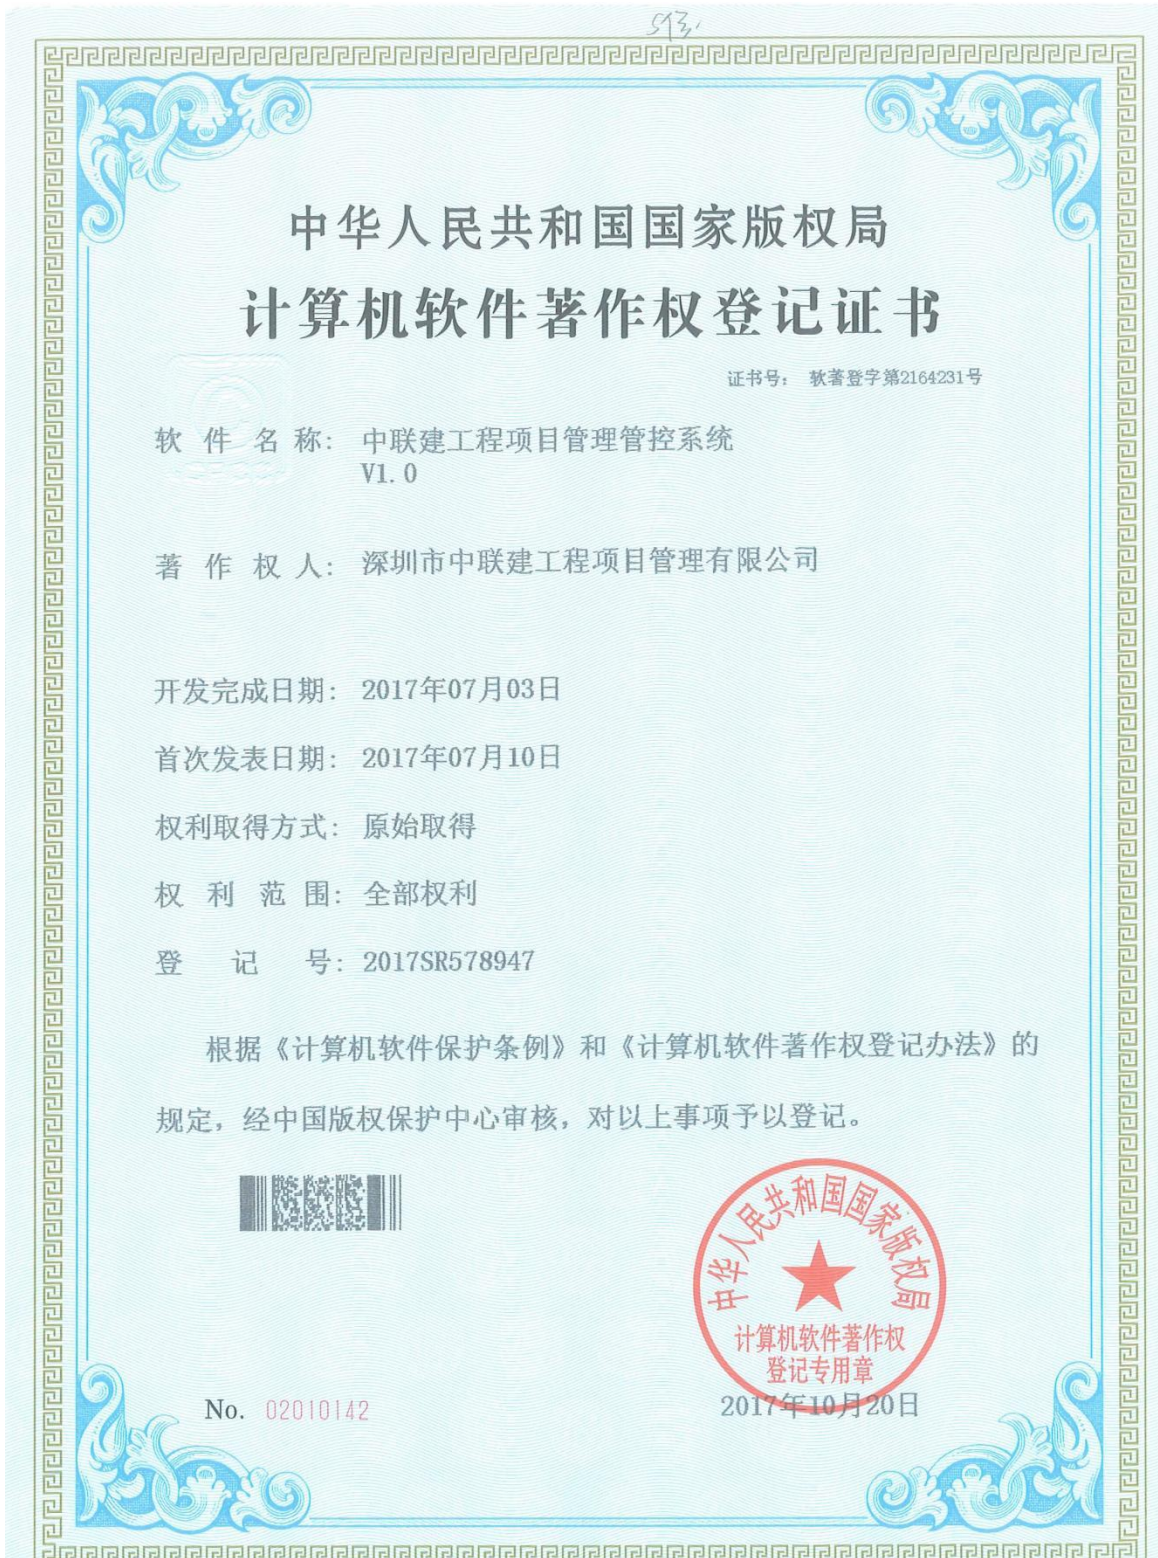 中华人民共和国国家版权局
计算机软件著作权登记证书
证书号: 软著登字第2164231号
软件名称: 中联建工程项目管理管控系统
V1.0
著作权人: 深圳市中联建工程项目管理有限公司
开发完成日期: 2017年07月03日
首次发表日期: 2017年07月10日
权利取得方式: 原始取得
权利范围: 全部权利
登记号: 2017SR578947
根据《计算机软件保护条例》和《计算机软件著作权登记办法》的
规定，经中国版权保护中心审核，对以上事项予以登记。
中华人民共和国国家版权局
计算机软件著作权
登记专用章
No. 02010142
2017年10月20日